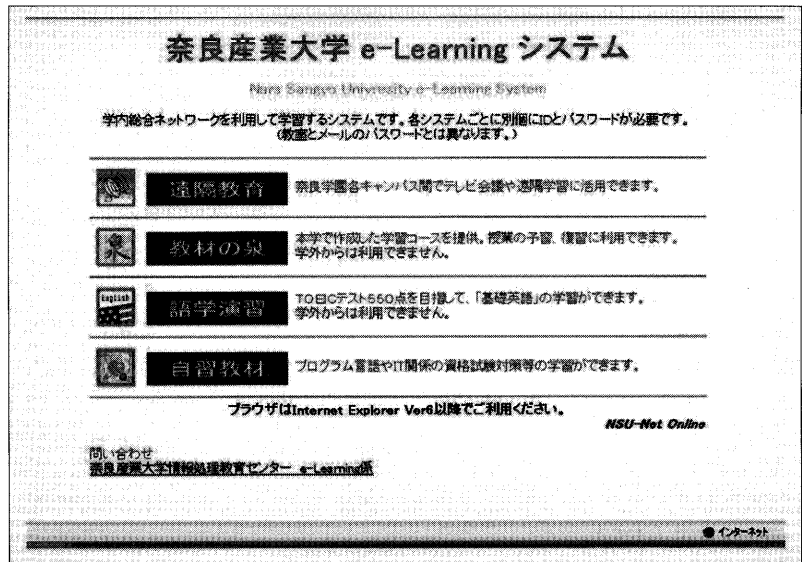 奈良産業大学 e-Learning システム
Nara Sangyo University e-Learning System
学内総合ネットワークを利用して学習するシステムです。各システムごとに別個にIDとパスワードが必要です。
（教室とメールのパスワードとは異なります。）
遠隔教育
奈良学園各キャンパス間でテレビ会議や遠隔学習に活用できます。
泉
教材の泉
本学で作成した学習コースを提供。授業の予習、復習に利用できます。
学外からは利用できません。
English
語学演習
TOEICテスト550点を目指して、「基礎英語」の学習ができます。
学外からは利用できません。
自習教材
プログラム言語やIT関係の資格試験対策等の学習ができます。
ブラウザはInternet Explorer Ver6以降でご利用ください。
NSU-Net Online
問い合わせ
奈良産業大学情報処理教育センター e-Learning係
インターネット